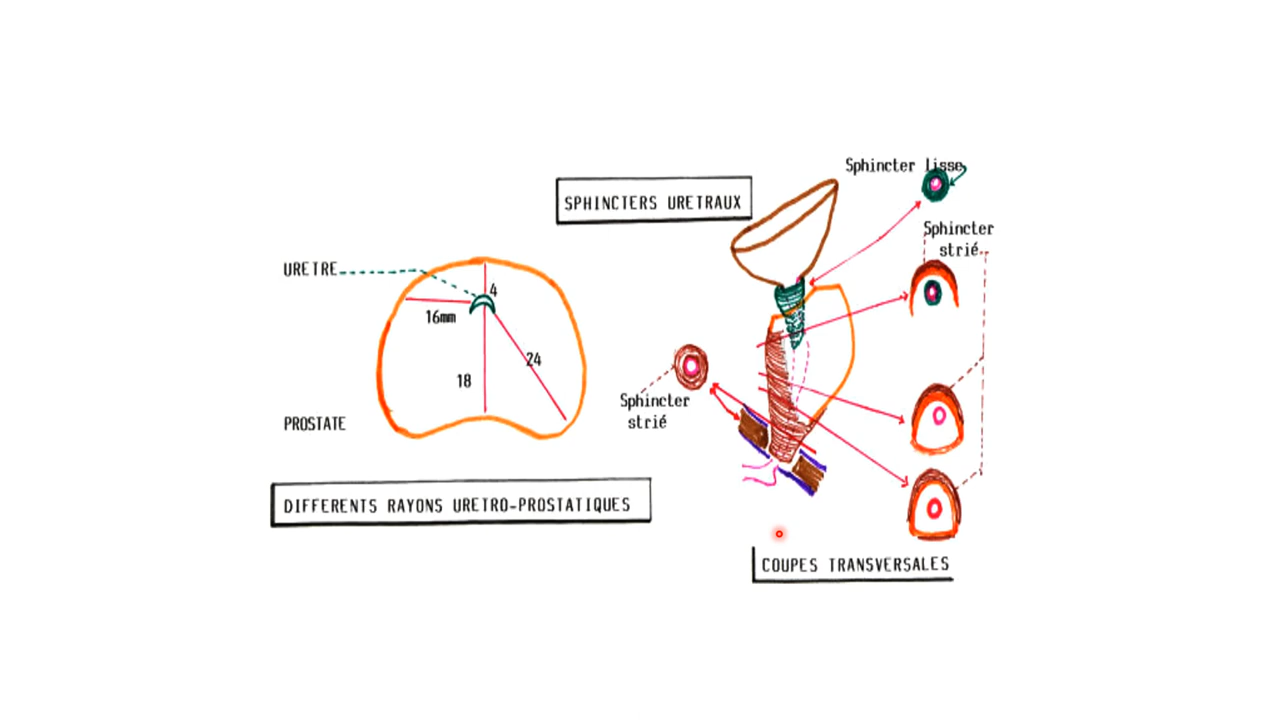 URETRE
4
16mm
24
18
PROSTATE
DIFFERENTS RAYONS URETRO-PROSTATIQUES
SPHINCTERS URETRAUX
Sphincter lisse
Sphincter
strié
Sphincter
strié
COUPES TRANSVERSALES